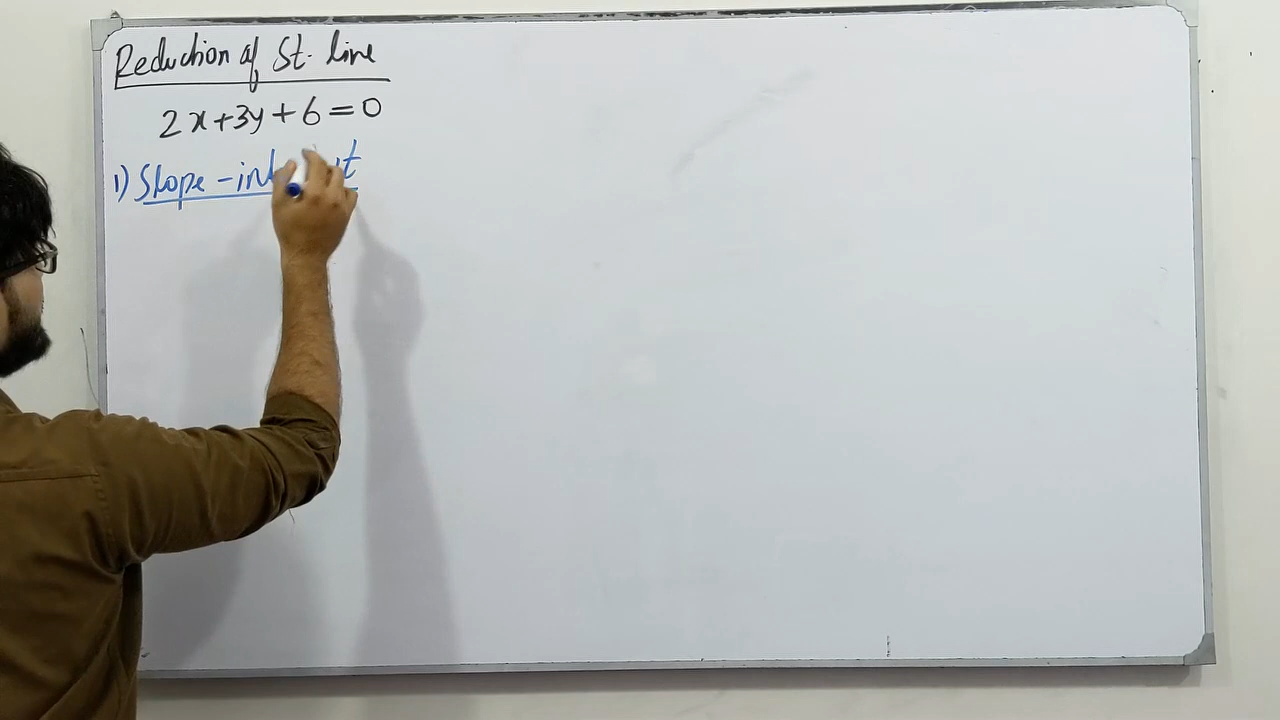 Reduction of St. line
2x+3y+6=0
1) Slope-int